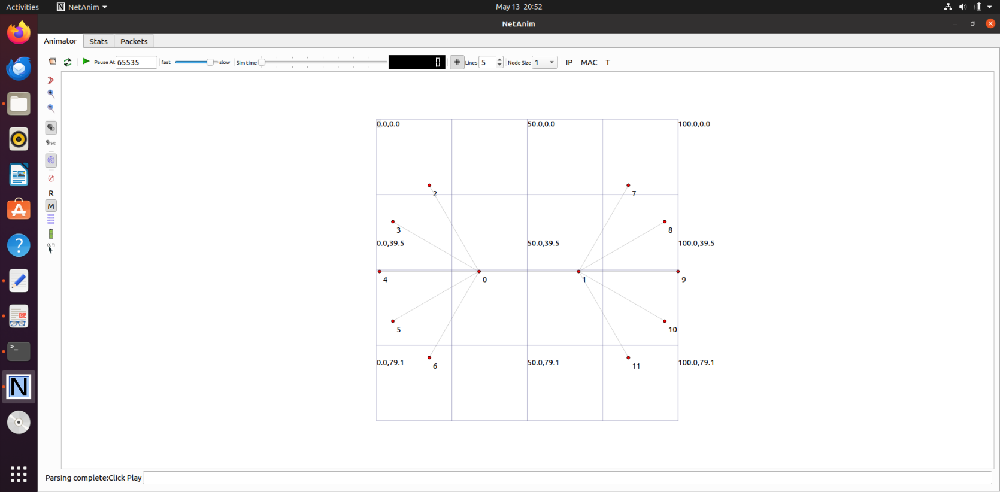 Activities NetAnim May 13 20:52
NetAnim
Animator Stats Packets
Pause At 65535 fast slow Sim time 0 Lines 5 Node Size 1 IP MAC T
ID
SYSID
R
M
(X, Y)
0.0,0.0 50.0,0.0 100.0,0.0
2 7
3 8
0.0,39.5 50.0,39.5 100.0,39.5
4 0 1 9
5 10
0.0,79.1 6 50.0,79.1 11 100.0,79.1
N
Parsing complete:Click Play